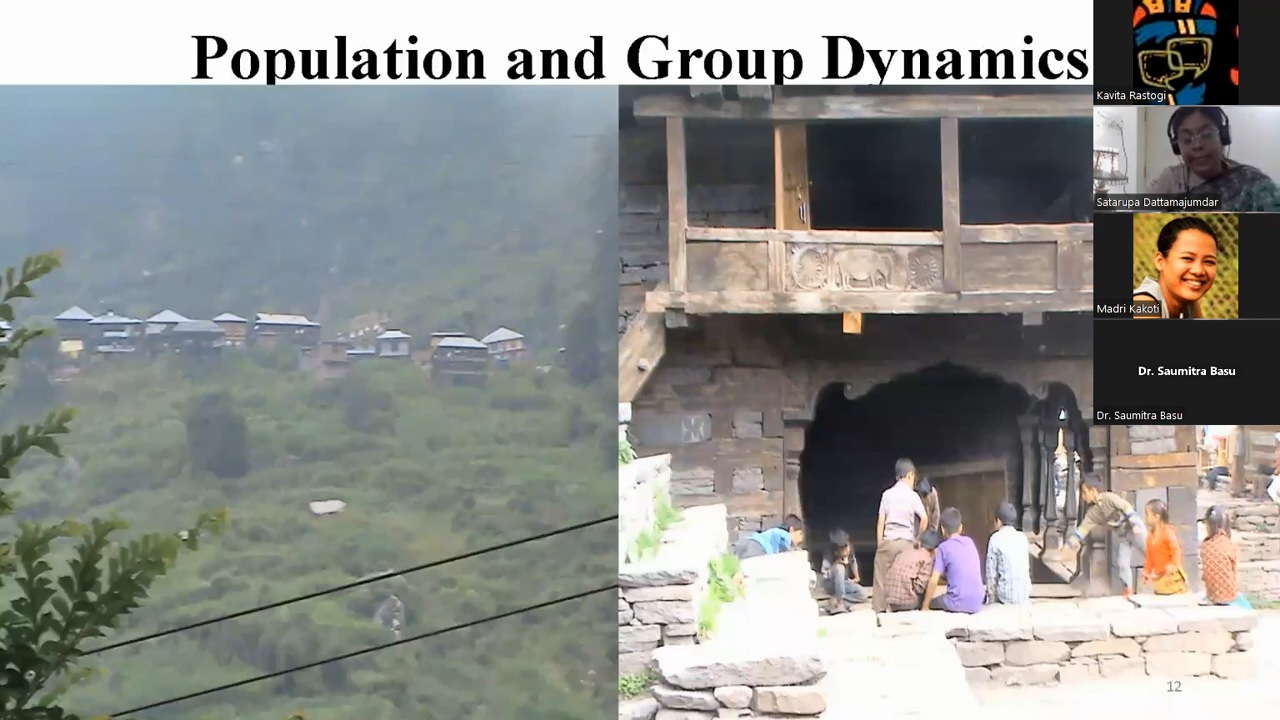 Population and Group Dynamics
Kavita Rastogi
Satarupa Dattamajumdar
Madri Kakoti
Dr. Saumitra Basu
Dr. Saumitra Basu
12